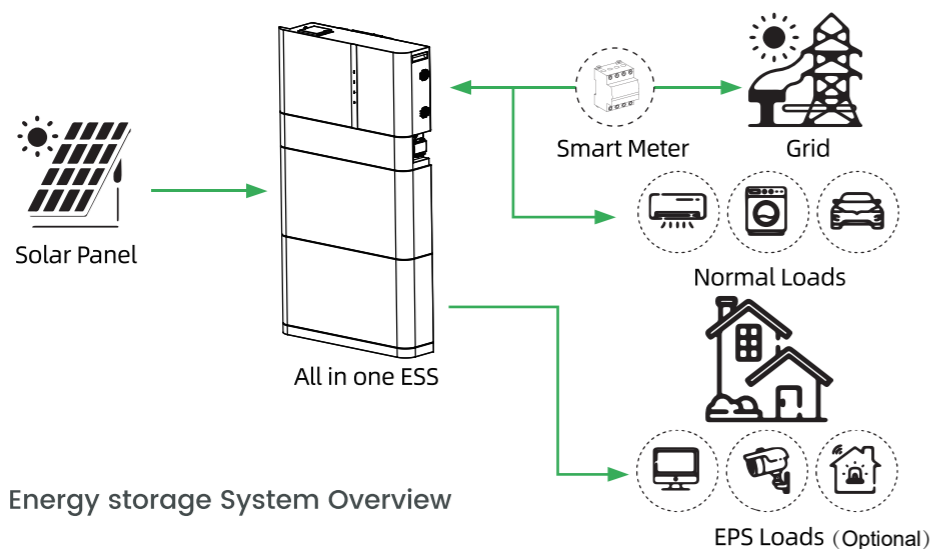 Smart Meter
Grid
Solar Panel
Normal Loads
All in one ESS
Energy storage System Overview
EPS Loads（Optional）